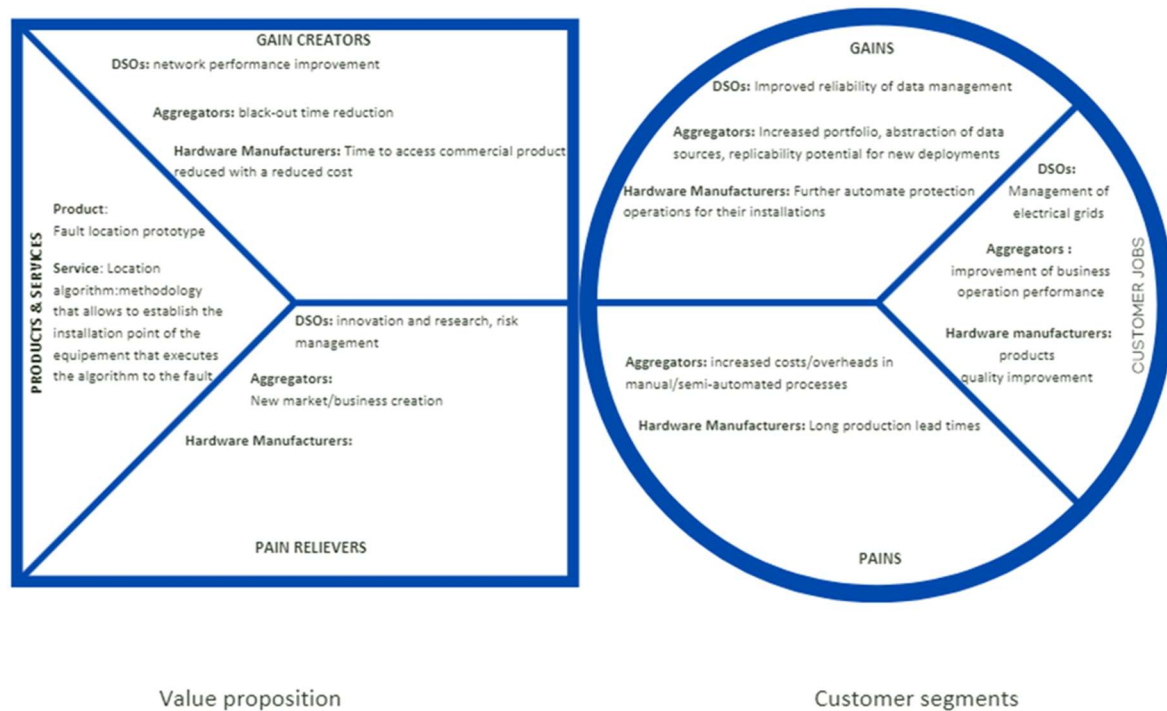 GAIN CREATORS
DSOs: network performance improvement
Aggregators: black-out time reduction
Hardware Manufacturers: Time to access commercial product
reduced with a reduced cost
PRODUCTS & SERVICES
Product:
Fault location prototype
Service: Location
algorithm:methodology
that allows to establish the
installation point of the
equipement that executes
the algorithm to the fault
DSOs: innovation and research, risk
management
Aggregators:
New market/business creation
Hardware Manufacturers:
PAIN RELIEVERS
GAINS
DSOs: Improved reliability of data management
Aggregators: Increased portfolio, abstraction of data
sources, replicability potential for new deployments
Hardware Manufacturers: Further automate protection
operations for their installations
DSOs:
Management of
electrical grids
Aggregators :
improvement of business
operation performance
Hardware manufacturers:
products
quality improvement
CUSTOMER JOBS
Aggregators: increased costs/overheads in
manual/semi-automated processes
Hardware Manufacturers: Long production lead times
PAINS
Value proposition
Customer segments